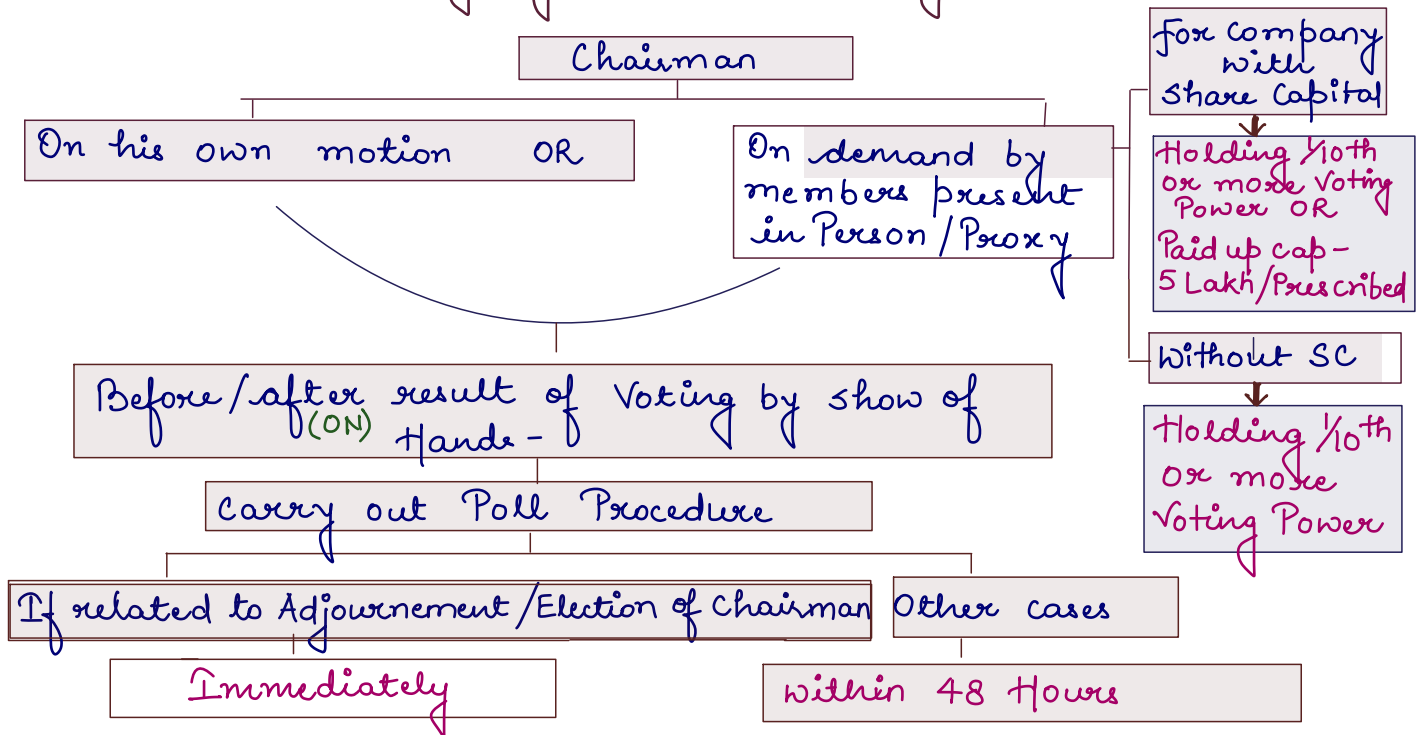 Chairman
On his own motion OR
On demand by
members present
in Person/Proxy
For Company
with
Share Capital
Holding 1/10th
or more Voting
Power OR
Paid up cap-
5 Lakh/Prescribed
Without SC
Holding 1/10th
or more
Voting Power
Before/after result of Voting by show of
(ON)
Hands-
Carry out Poll Procedure
If related to Adjournement/Election of Chairman
Immediately
Other cases
within 48 Hours